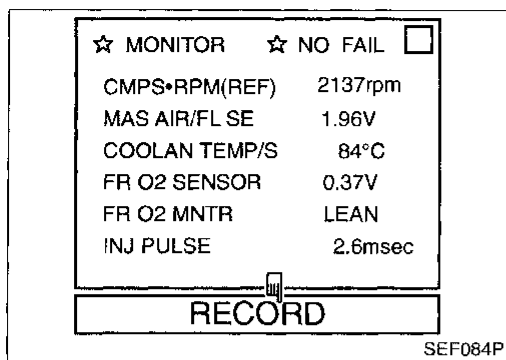 ☆ MONITOR ☆ NO FAIL
CMPS•RPM(REF) 2137rpm
MAS AIR/FL SE 1.96V
COOLAN TEMP/S 84°C
FR O2 SENSOR 0.37V
FR O2 MNTR LEAN
INJ PULSE 2.6msec
RECORD
SEF084P